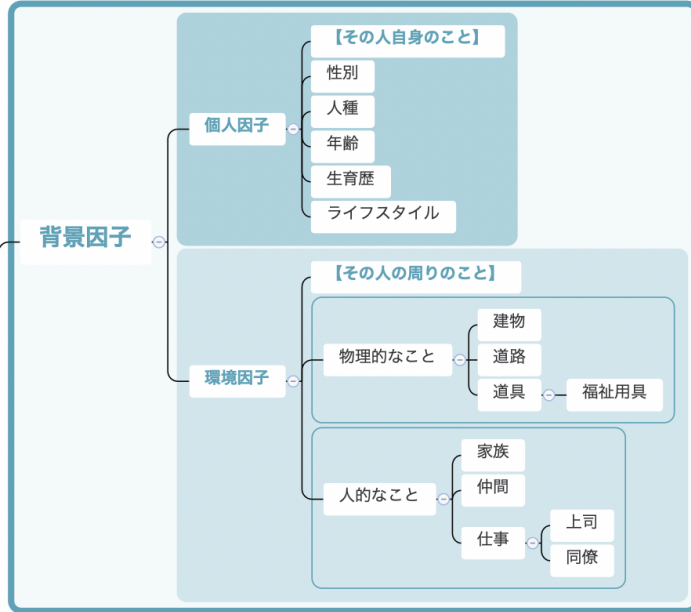 背景因子
個人因子
【その人自身のこと】
性別
人種
年齢
生育歴
ライフスタイル
環境因子
【その人の周りのこと】
物理的なこと
建物
道路
道具
福祉用具
人的なこと
家族
仲間
仕事
上司
同僚